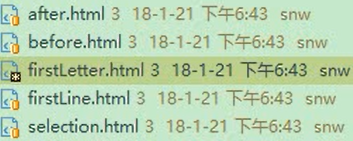 after.html 3 18-1-21 下午6:43 snw
before.html 3 18-1-21 下午6:43 snw
firstLetter.html 3 18-1-21 下午6:43 snw
firstLine.html 3 18-1-21 下午6:43 snw
selection.html 3 18-1-21 下午6:43 snw